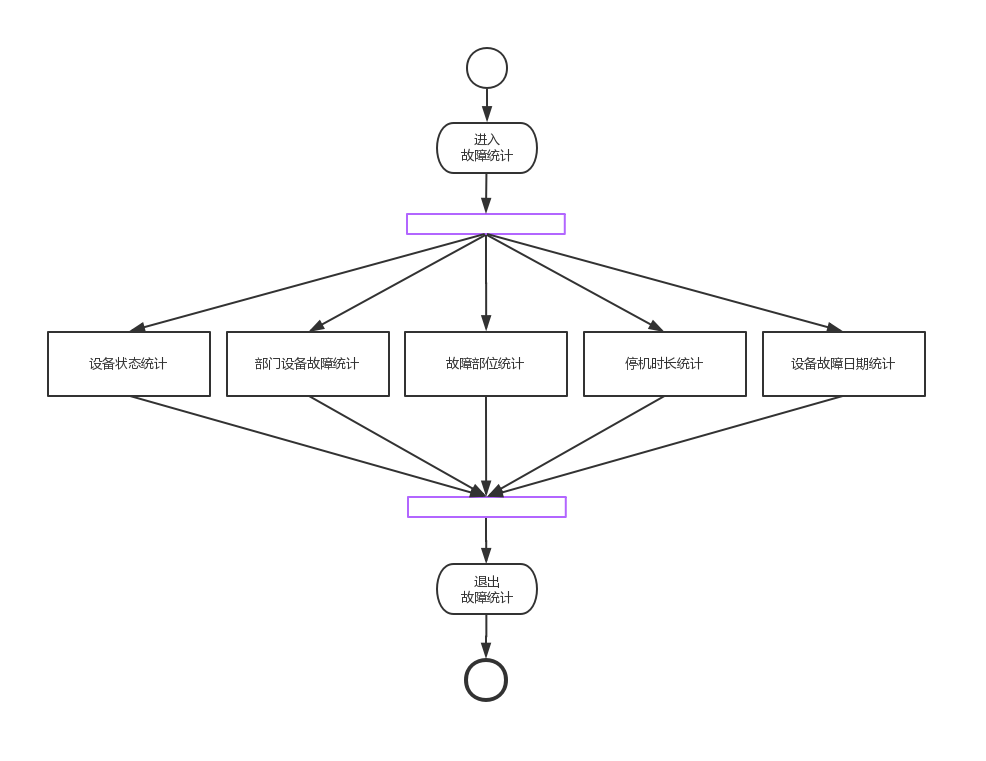 进入
故障统计
设备状态统计
部门设备故障统计
故障部位统计
停机时长统计
设备故障日期统计
退出
故障统计